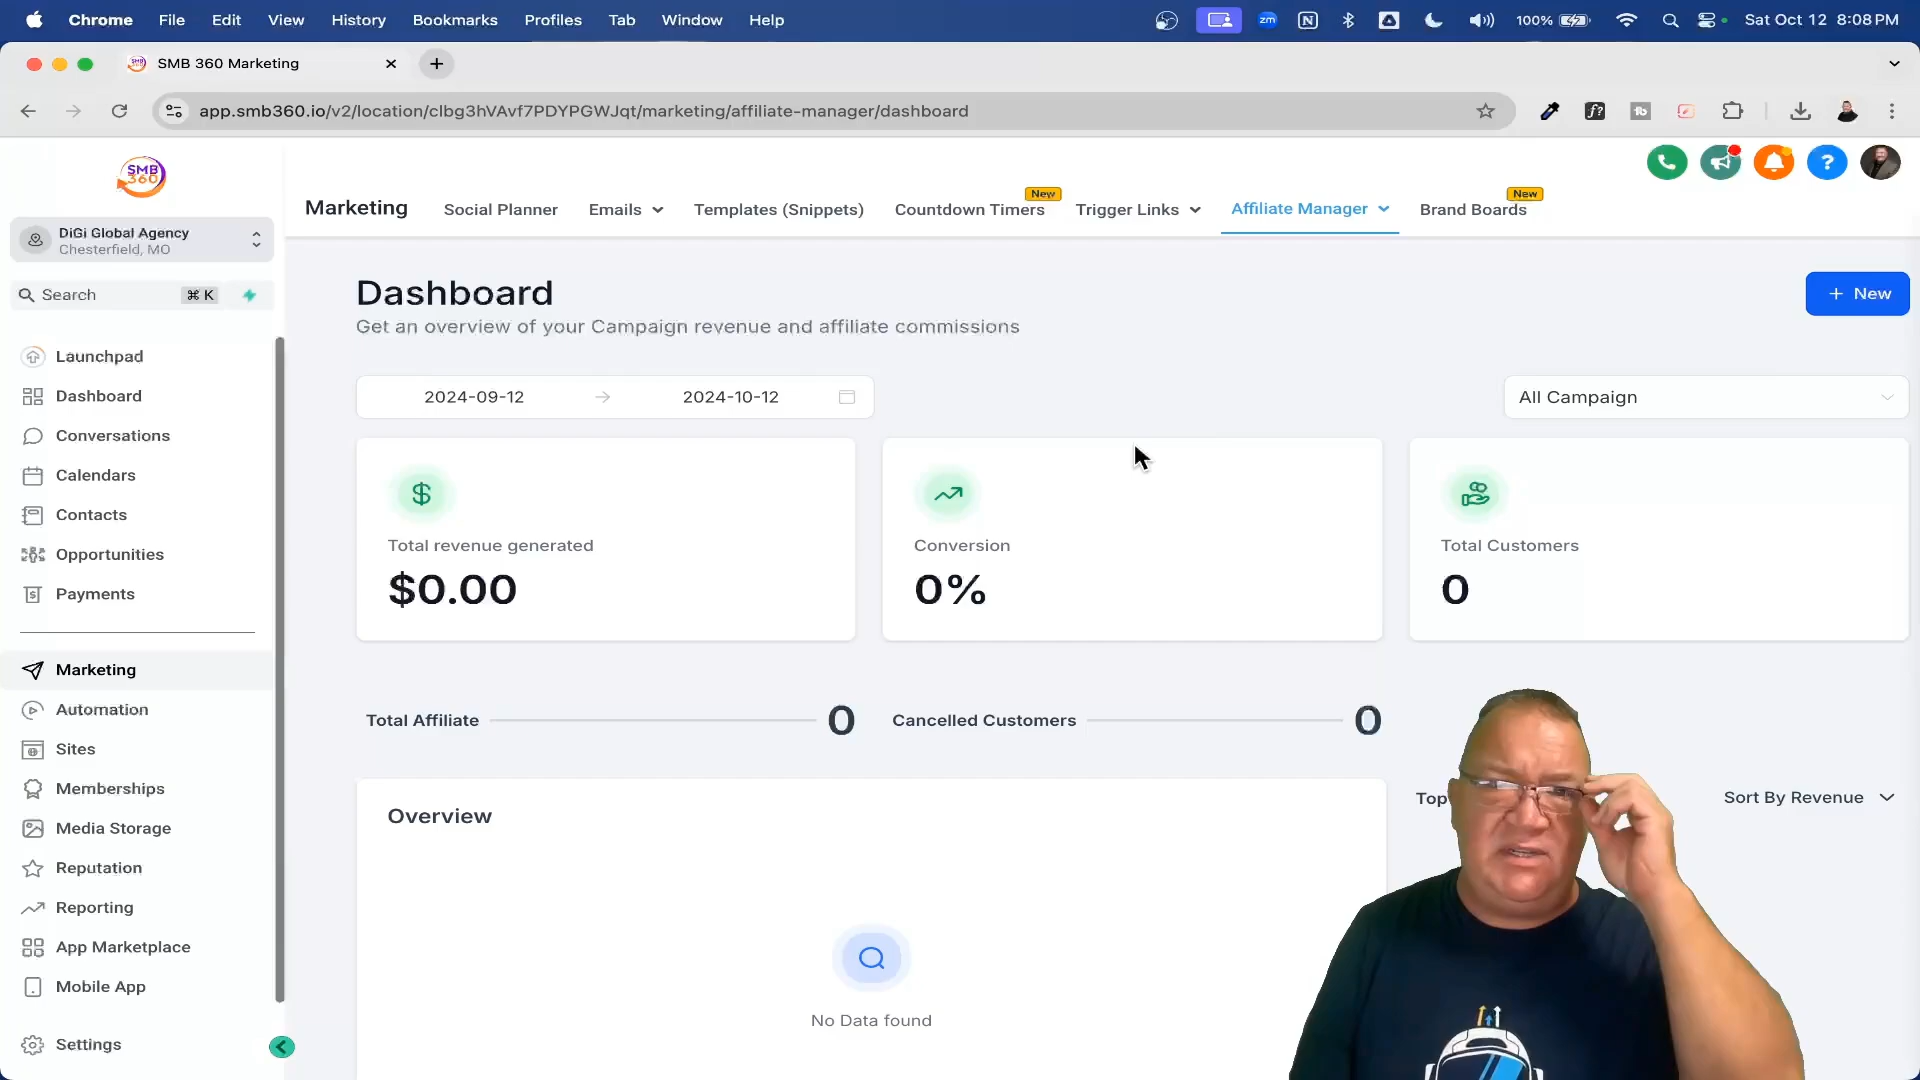 Chrome File Edit View History Bookmarks Profiles Tab Window Help zm 100% Sat Oct 12 8:08 PM
SMB 360 Marketing
app.smb360.io/v2/location/clbg3hVAvf7PDYPGWJqt/marketing/affiliate-manager/dashboard
SMB
360
DiGi Global Agency
Chesterfield, MO
Search ⌘ K
Launchpad
Dashboard
Conversations
Calendars
Contacts
Opportunities
Payments
Marketing
Automation
Sites
Memberships
Media Storage
Reputation
Reporting
App Marketplace
Mobile App
Settings
New New
Marketing Social Planner Emails Templates (Snippets) Countdown Timers Trigger Links Affiliate Manager Brand Boards
Dashboard
+ New
Get an overview of your Campaign revenue and affiliate commissions
2024-09-12 → 2024-10-12 All Campaign
Total revenue generated Conversion Total Customers
$0.00 0% 0
Total Affiliate 0 Cancelled Customers 0
Overview
Top Sort By Revenue
No Data found